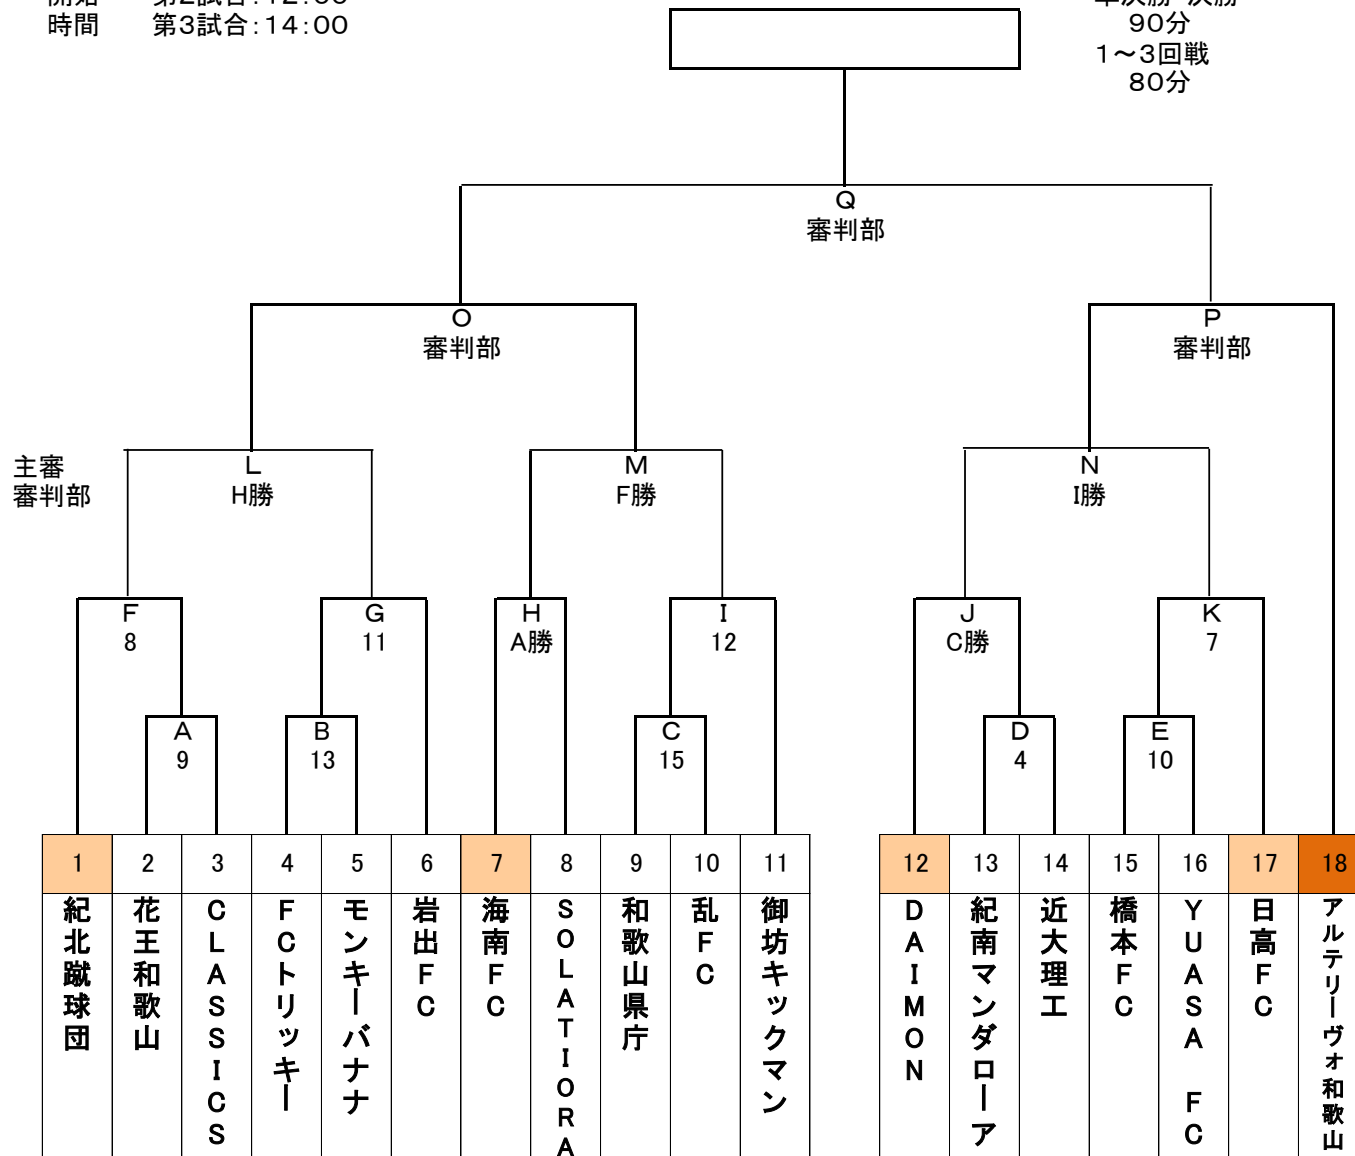 第3試合:14:00
時間
90分
1～3回戦
80分
Q
審判部
O
審判部
P
審判部
主審
審判部
L
H勝
M
F勝
N
I勝
F
8
G
11
H
A勝
I
12
J
C勝
K
7
A
9
B
13
C
15
D
4
E
10
1
2
3
4
5
6
7
8
9
10
11
12
13
14
15
16
17
18
紀北蹴球団
花王和歌山
CLASSICS
FCトリッキー
モンキーバナナ
岩出FC
海南FC
SOLATIORA
和歌山県庁
乱FC
御坊キックマン
DAIMON
紀南マンダローア
近大理工
橋本FC
YUASA FC
日高FC
アルテリーヴォ和歌山